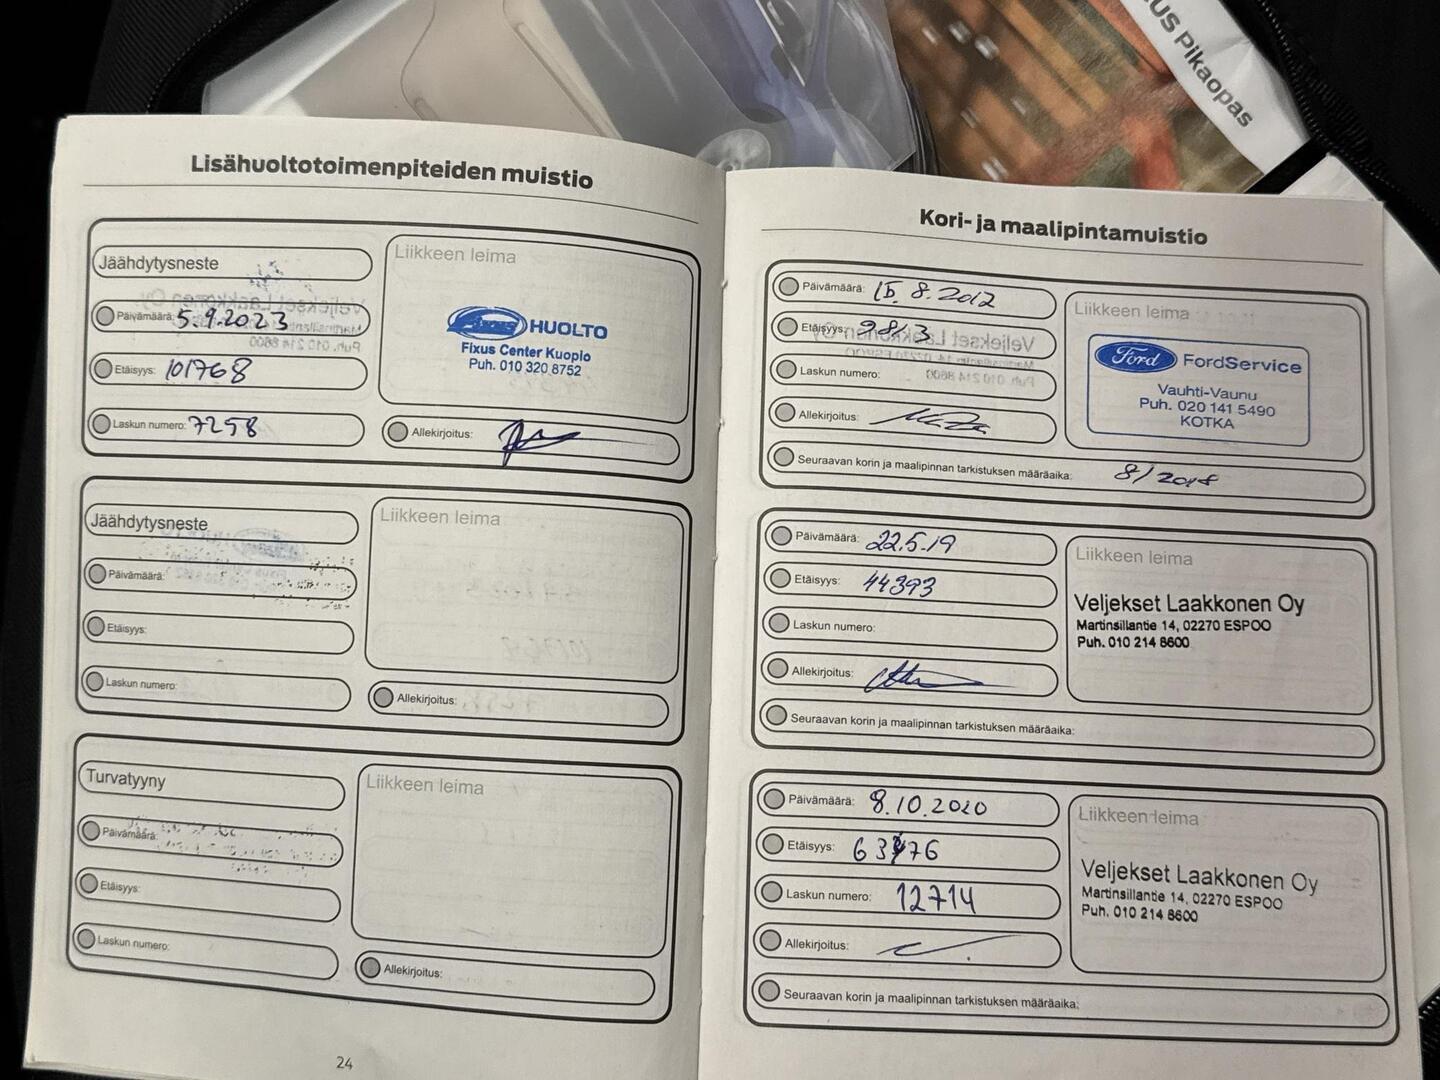 US Pikaopas
Lisähuoltotoimenpiteiden muistio
Jäähdytysneste
Päivämäärä: 5.9.2023
Etäisyys: 101768
Laskun numero: 7258
Liikkeen leima
Fixus HUOLTO
Fixus Center Kuopio
Puh. 010 320 8752
Allekirjoitus:
Jäähdytysneste
Päivämäärä:
Etäisyys:
Laskun numero:
Liikkeen leima
Allekirjoitus:
Turvatyyny
Päivämäärä:
Etäisyys:
Laskun numero:
Liikkeen leima
Allekirjoitus:
24
Kori- ja maalipintamuistio
Päivämäärä: 15.8.2017
Etäisyys:
Laskun numero:
Allekirjoitus:
Seuraavan korin ja maalipinnan tarkistuksen määräaika: 8/2018
Liikkeen leima
Ford FordService
Vauhti-Vaunu
Puh. 020 141 5490
KOTKA
Päivämäärä: 22.5.19
Etäisyys: 44393
Laskun numero:
Allekirjoitus:
Seuraavan korin ja maalipinnan tarkistuksen määräaika:
Liikkeen leima
Veljekset Laakkonen Oy
Martinsillantie 14, 02270 ESPOO
Puh. 010 214 8600
Päivämäärä: 8.10.2020
Etäisyys:
Laskun numero: 12714
Allekirjoitus:
Seuraavan korin ja maalipinnan tarkistuksen määräaika:
Liikkeen leima
Veljekset Laakkonen Oy
Martinsillantie 14, 02270 ESPOO
Puh. 010 214 8600